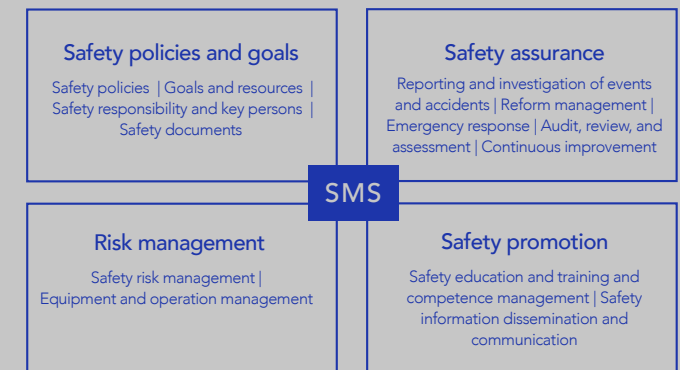 Safety policies and goals
Safety policies | Goals and resources |
Safety responsibility and key persons |
Safety documents
Safety assurance
Reporting and investigation of events
and accidents | Reform management |
Emergency response | Audit, review, and
assessment | Continuous improvement
SMS
Risk management
Safety risk management |
Equipment and operation management
Safety promotion
Safety education and training and
competence management | Safety
information dissemination and
communication